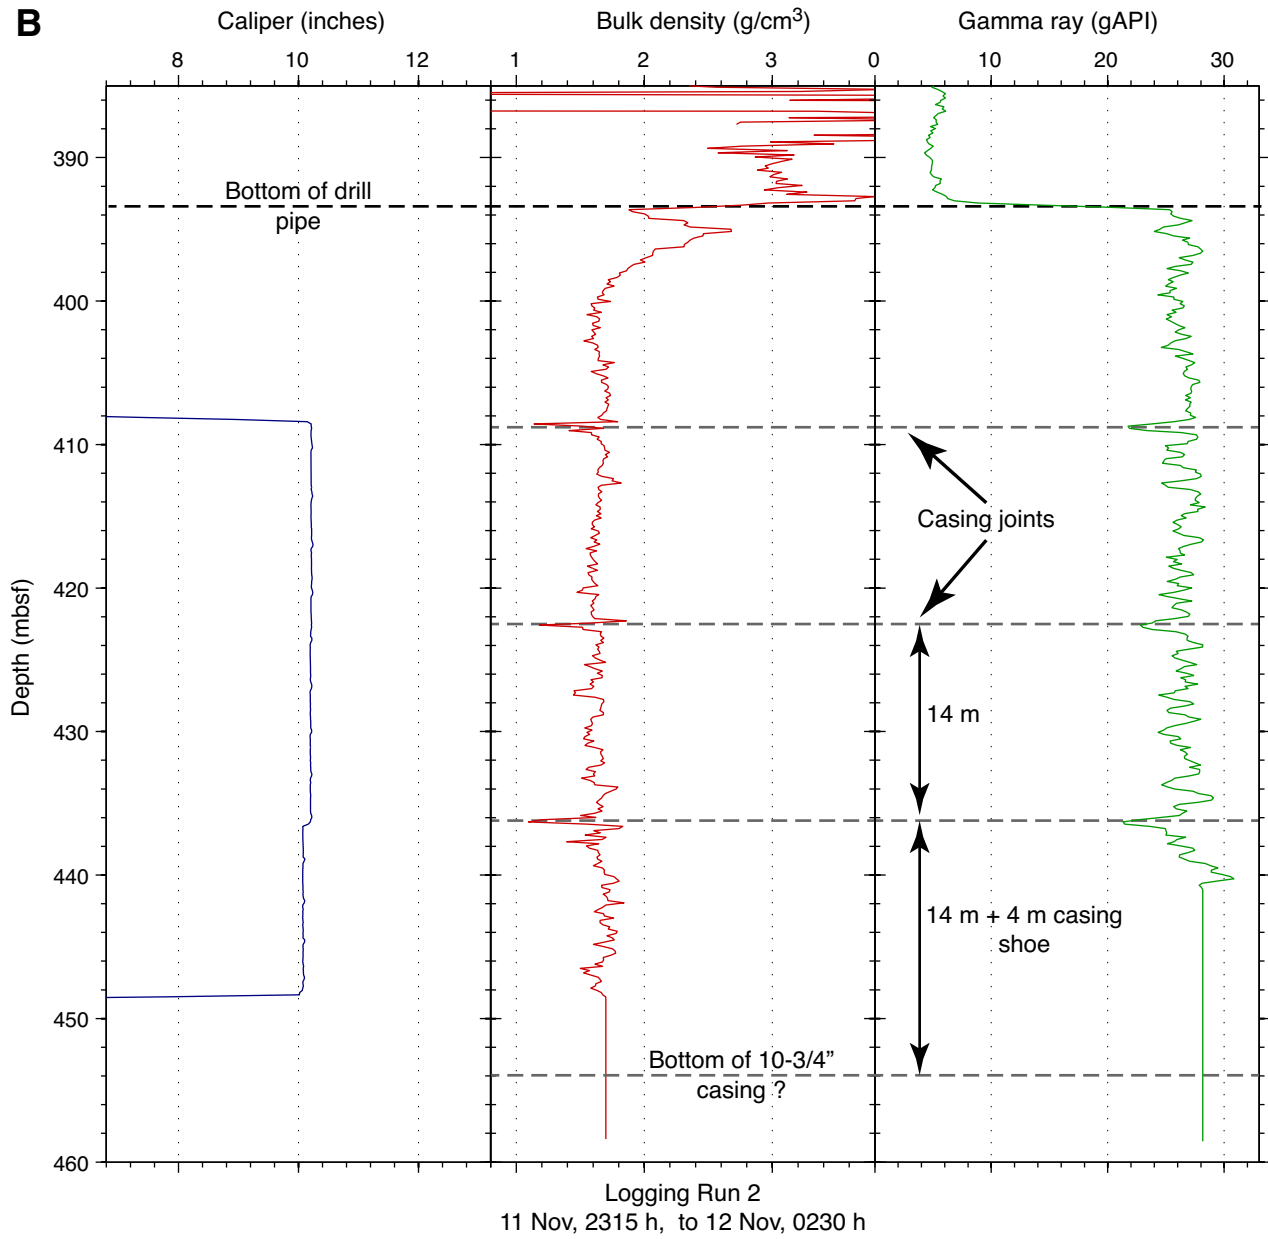 B
Caliper (inches)
Bulk density (g/cm³)
Gamma ray (gAPI)
8 10 12
1 2 3
0 10 20 30
Depth (mbsf)
390
400
410
420
430
440
450
460
Bottom of drill
pipe
Casing joints
14 m
14 m + 4 m casing
shoe
Bottom of 10-3/4”
casing ?
Logging Run 2
11 Nov, 2315 h, to 12 Nov, 0230 h